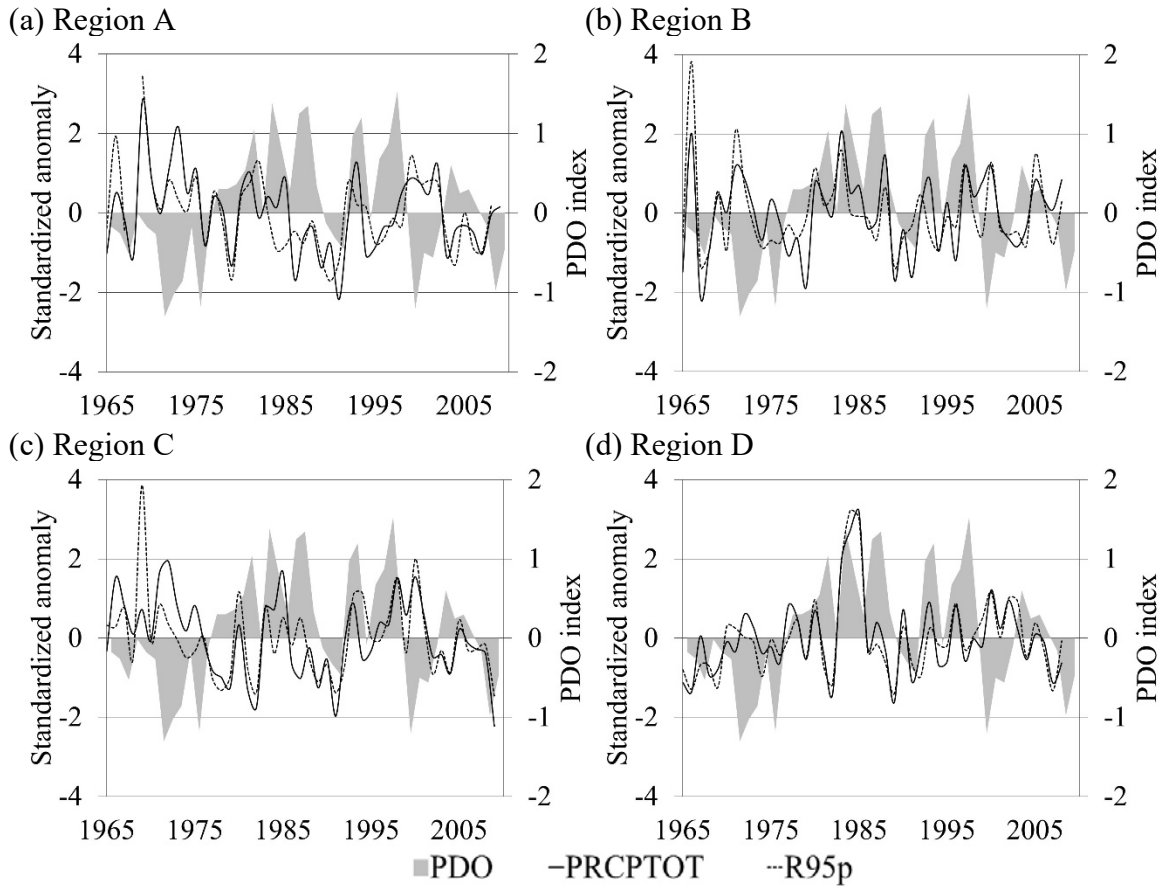 (a) Region A
(b) Region B
4
2
0
-2
-4
Standardized anomaly
2
1
0
-1
-2
PDO index
1965 1975 1985 1995 2005
4
2
0
-2
-4
Standardized anomaly
2
1
0
-1
-2
PDO index
1965 1975 1985 1995 2005
(c) Region C
(d) Region D
4
2
0
-2
-4
Standardized anomaly
2
1
0
-1
-2
PDO index
1965 1975 1985 1995 2005
4
2
0
-2
-4
Standardized anomaly
2
1
0
-1
-2
PDO index
1965 1975 1985 1995 2005
PDO PRCPTOT R95p